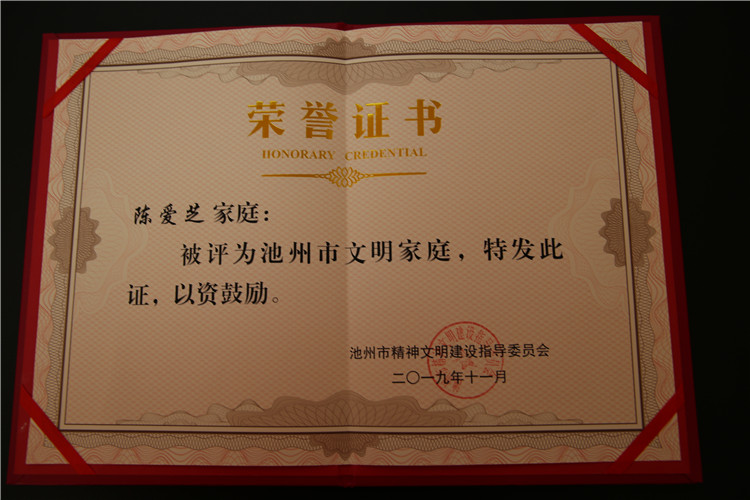 荣誉证书
HONORARY CREDENTIAL
陈爱芝家庭：
被评为池州市文明家庭，特发此
证，以资鼓励。
池州市精神文明建设指导委员会
二〇一九年十一月